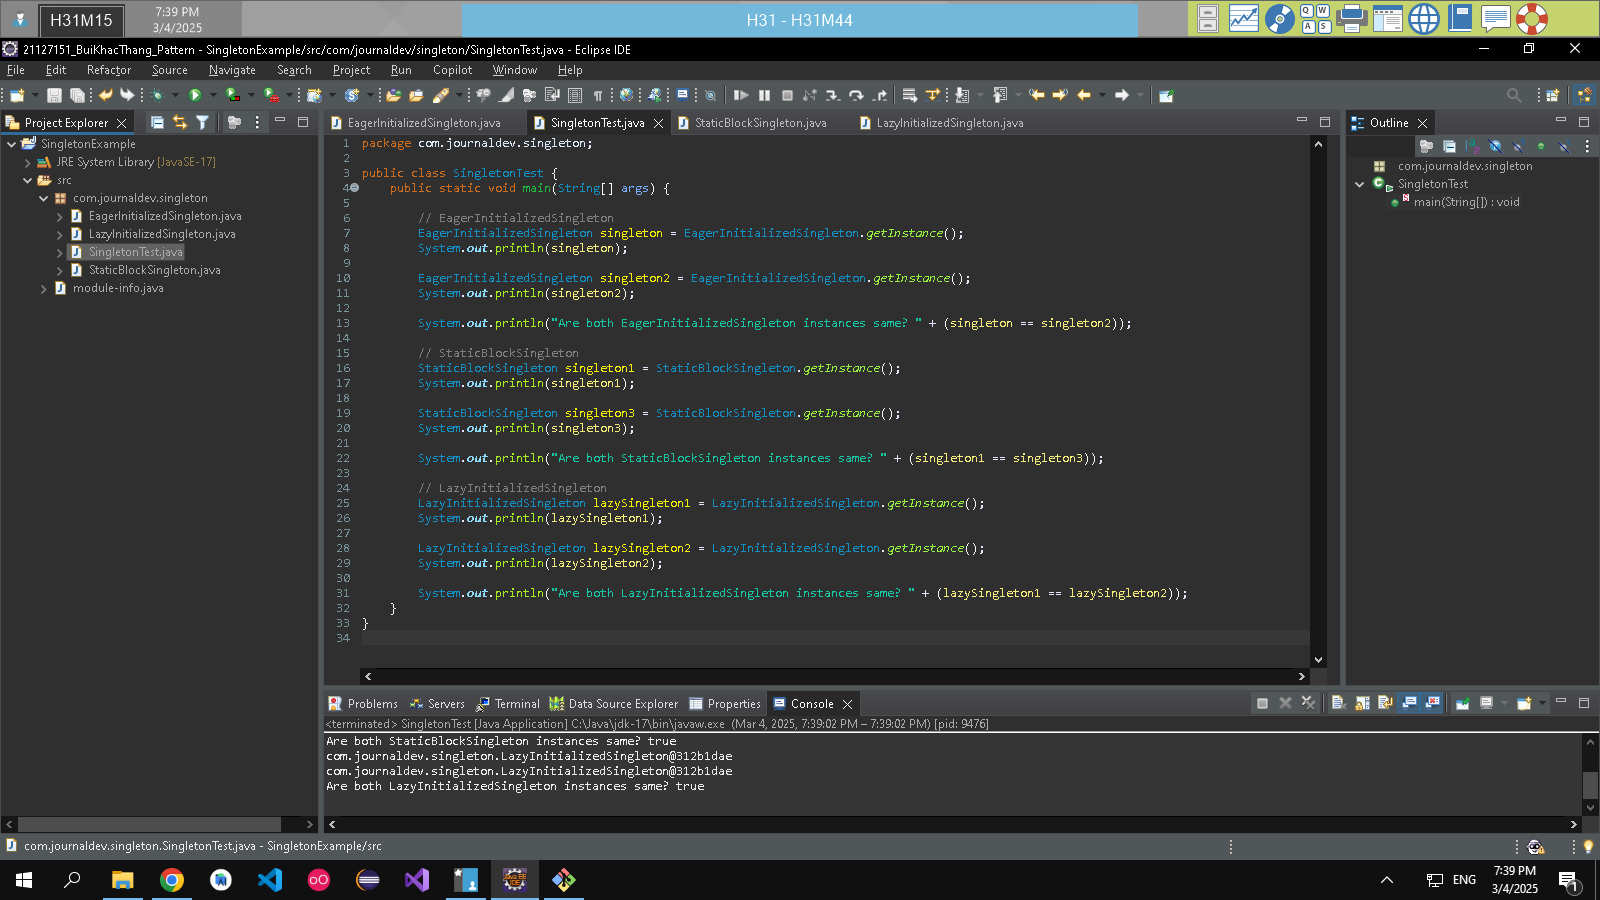 H31M15
7:39 PM
3/4/2025
H31 - H31M44
21127151_BuiKhacThang_Pattern - SingletonExample/src/com/journaldev/singleton/SingletonTest.java - Eclipse IDE
File Edit Refactor Source Navigate Search Project Run Copilot Window Help
Project Explorer
SingletonExample
JRE System Library [JavaSE-17]
src
com.journaldev.singleton
EagerInitializedSingleton.java
LazyInitializedSingleton.java
SingletonTest.java
StaticBlockSingleton.java
module-info.java
EagerInitializedSingleton.java SingletonTest.java StaticBlockSingleton.java LazyInitializedSingleton.java
1 package com.journaldev.singleton;
2
3 public class SingletonTest {
4 public static void main(String[] args) {
5
6 // EagerInitializedSingleton
7 EagerInitializedSingleton singleton = EagerInitializedSingleton.getInstance();
8 System.out.println(singleton);
9
10 EagerInitializedSingleton singleton2 = EagerInitializedSingleton.getInstance();
11 System.out.println(singleton2);
12
13 System.out.println("Are both EagerInitializedSingleton instances same? " + (singleton == singleton2));
14
15 // StaticBlockSingleton
16 StaticBlockSingleton singleton1 = StaticBlockSingleton.getInstance();
17 System.out.println(singleton1);
18
19 StaticBlockSingleton singleton3 = StaticBlockSingleton.getInstance();
20 System.out.println(singleton3);
21
22 System.out.println("Are both StaticBlockSingleton instances same? " + (singleton1 == singleton3));
23
24 // LazyInitializedSingleton
25 LazyInitializedSingleton lazySingleton1 = LazyInitializedSingleton.getInstance();
26 System.out.println(lazySingleton1);
27
28 LazyInitializedSingleton lazySingleton2 = LazyInitializedSingleton.getInstance();
29 System.out.println(lazySingleton2);
30
31 System.out.println("Are both LazyInitializedSingleton instances same? " + (lazySingleton1 == lazySingleton2));
32 }
33 }
34
Outline
com.journaldev.singleton
SingletonTest
main(String[]) : void
Problems Servers Terminal Data Source Explorer Properties Console
<terminated> SingletonTest [Java Application] C:\Java\jdk-17\bin\javaw.exe (Mar 4, 2025, 7:39:02 PM – 7:39:02 PM) [pid: 9476]
Are both StaticBlockSingleton instances same? true
com.journaldev.singleton.LazyInitializedSingleton@312b1dae
com.journaldev.singleton.LazyInitializedSingleton@312b1dae
Are both LazyInitializedSingleton instances same? true
com.journaldev.singleton.SingletonTest.java - SingletonExample/src
ENG
7:39 PM
3/4/2025
1